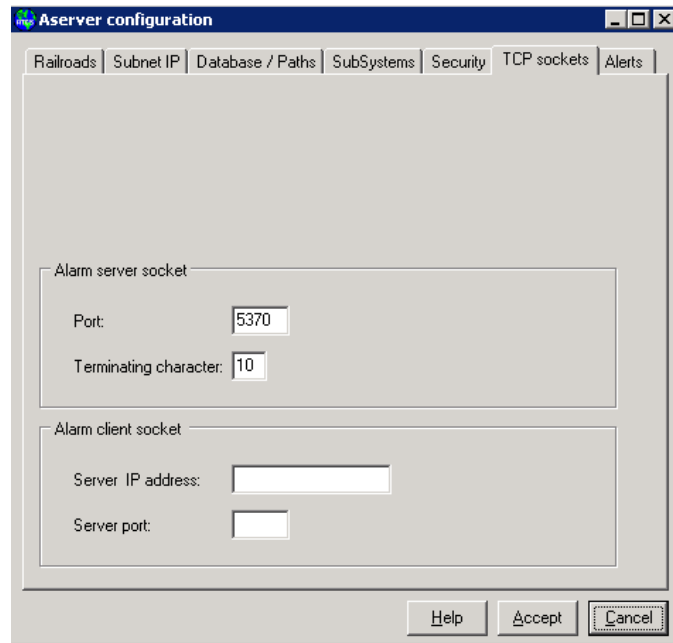 Aserver configuration
Railroads Subnet IP Database / Paths SubSystems Security TCP sockets Alerts
Alarm server socket
Port: 5370
Terminating character: 10
Alarm client socket
Server IP address:
Server port:
Help Accept Cancel